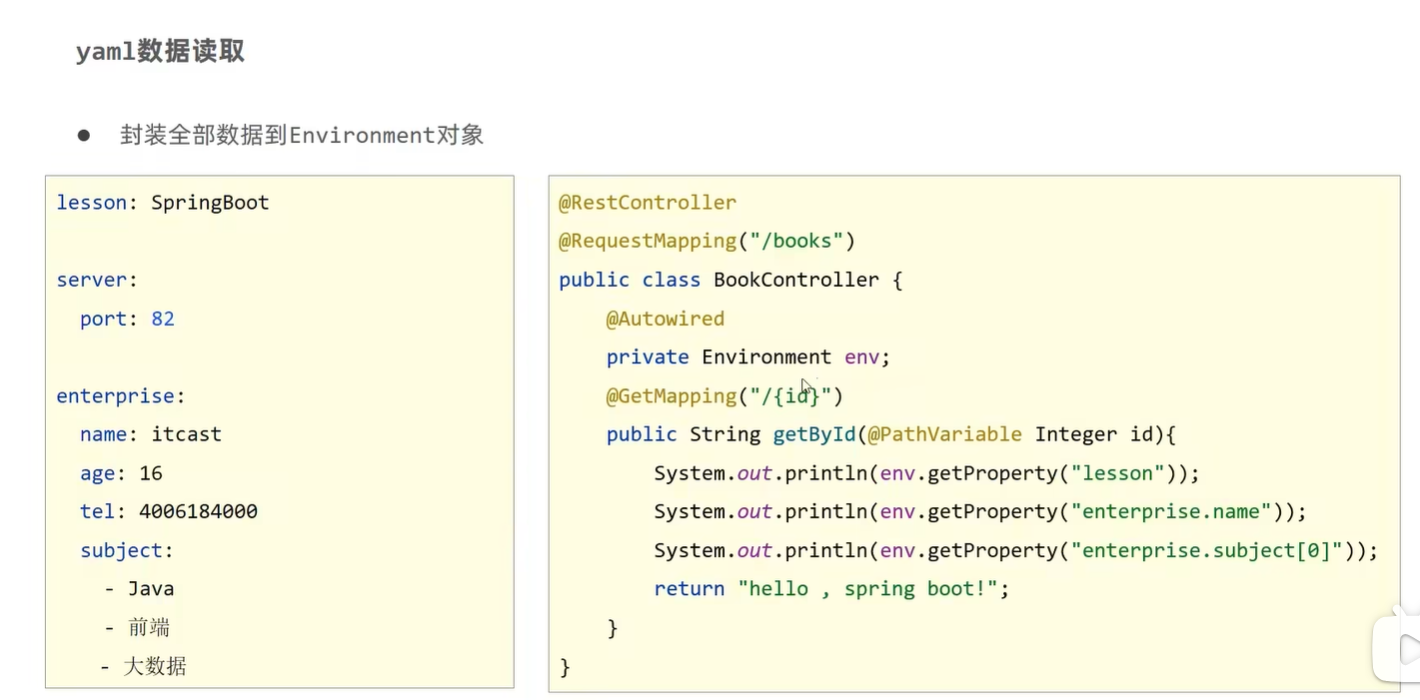 yaml数据读取
● 封装全部数据到Environment对象
lesson: SpringBoot

server:
  port: 82

enterprise:
  name: itcast
  age: 16
  tel: 4006184000
  subject:
    - Java
    - 前端
    - 大数据
@RestController
@RequestMapping("/books")
public class BookController {
    @Autowired
    private Environment env;
    @GetMapping("/{id}")
    public String getById(@PathVariable Integer id){
        System.out.println(env.getProperty("lesson"));
        System.out.println(env.getProperty("enterprise.name"));
        System.out.println(env.getProperty("enterprise.subject[0]"));
        return "hello , spring boot!";
    }
}